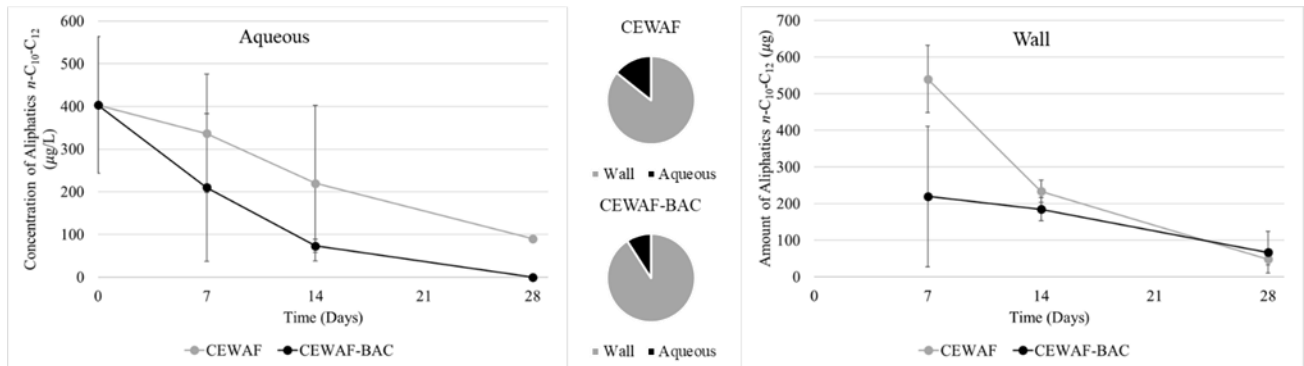 Aqueous
Concentration of Aliphatics n-C10-C12
(µg/L)
600
500
400
300
200
100
0
0 7 14 21 28
Time (Days)
CEWAF CEWAF-BAC
CEWAF
Wall Aqueous
CEWAF-BAC
Wall Aqueous
Wall
Amount of Aliphatics n-C10-C12 (µg)
700
600
500
400
300
200
100
0
0 7 14 21 28
Time (Days)
CEWAF CEWAF-BAC